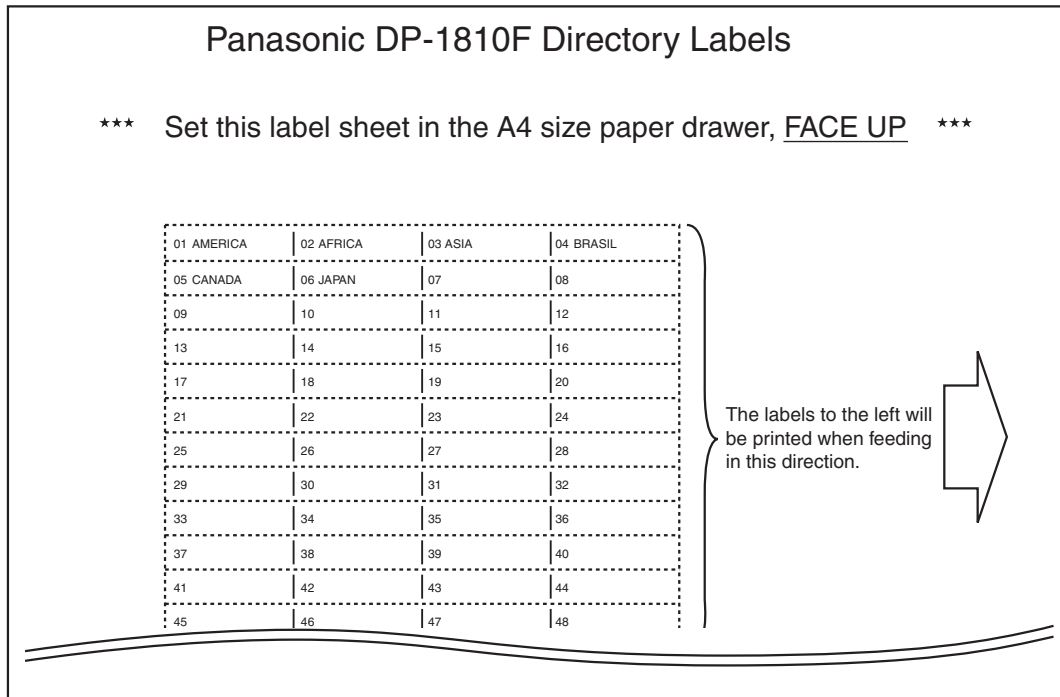 Panasonic DP-1810F Directory Labels
*** Set this label sheet in the A4 size paper drawer, FACE UP ***
01 AMERICA 02 AFRICA 03 ASIA 04 BRASIL
05 CANADA 06 JAPAN 07 08
09 10 11 12
13 14 15 16
17 18 19 20
21 22 23 24
25 26 27 28
29 30 31 32
33 34 35 36
37 38 39 40
41 42 43 44
45 46 47 48
The labels to the left will
be printed when feeding
in this direction.